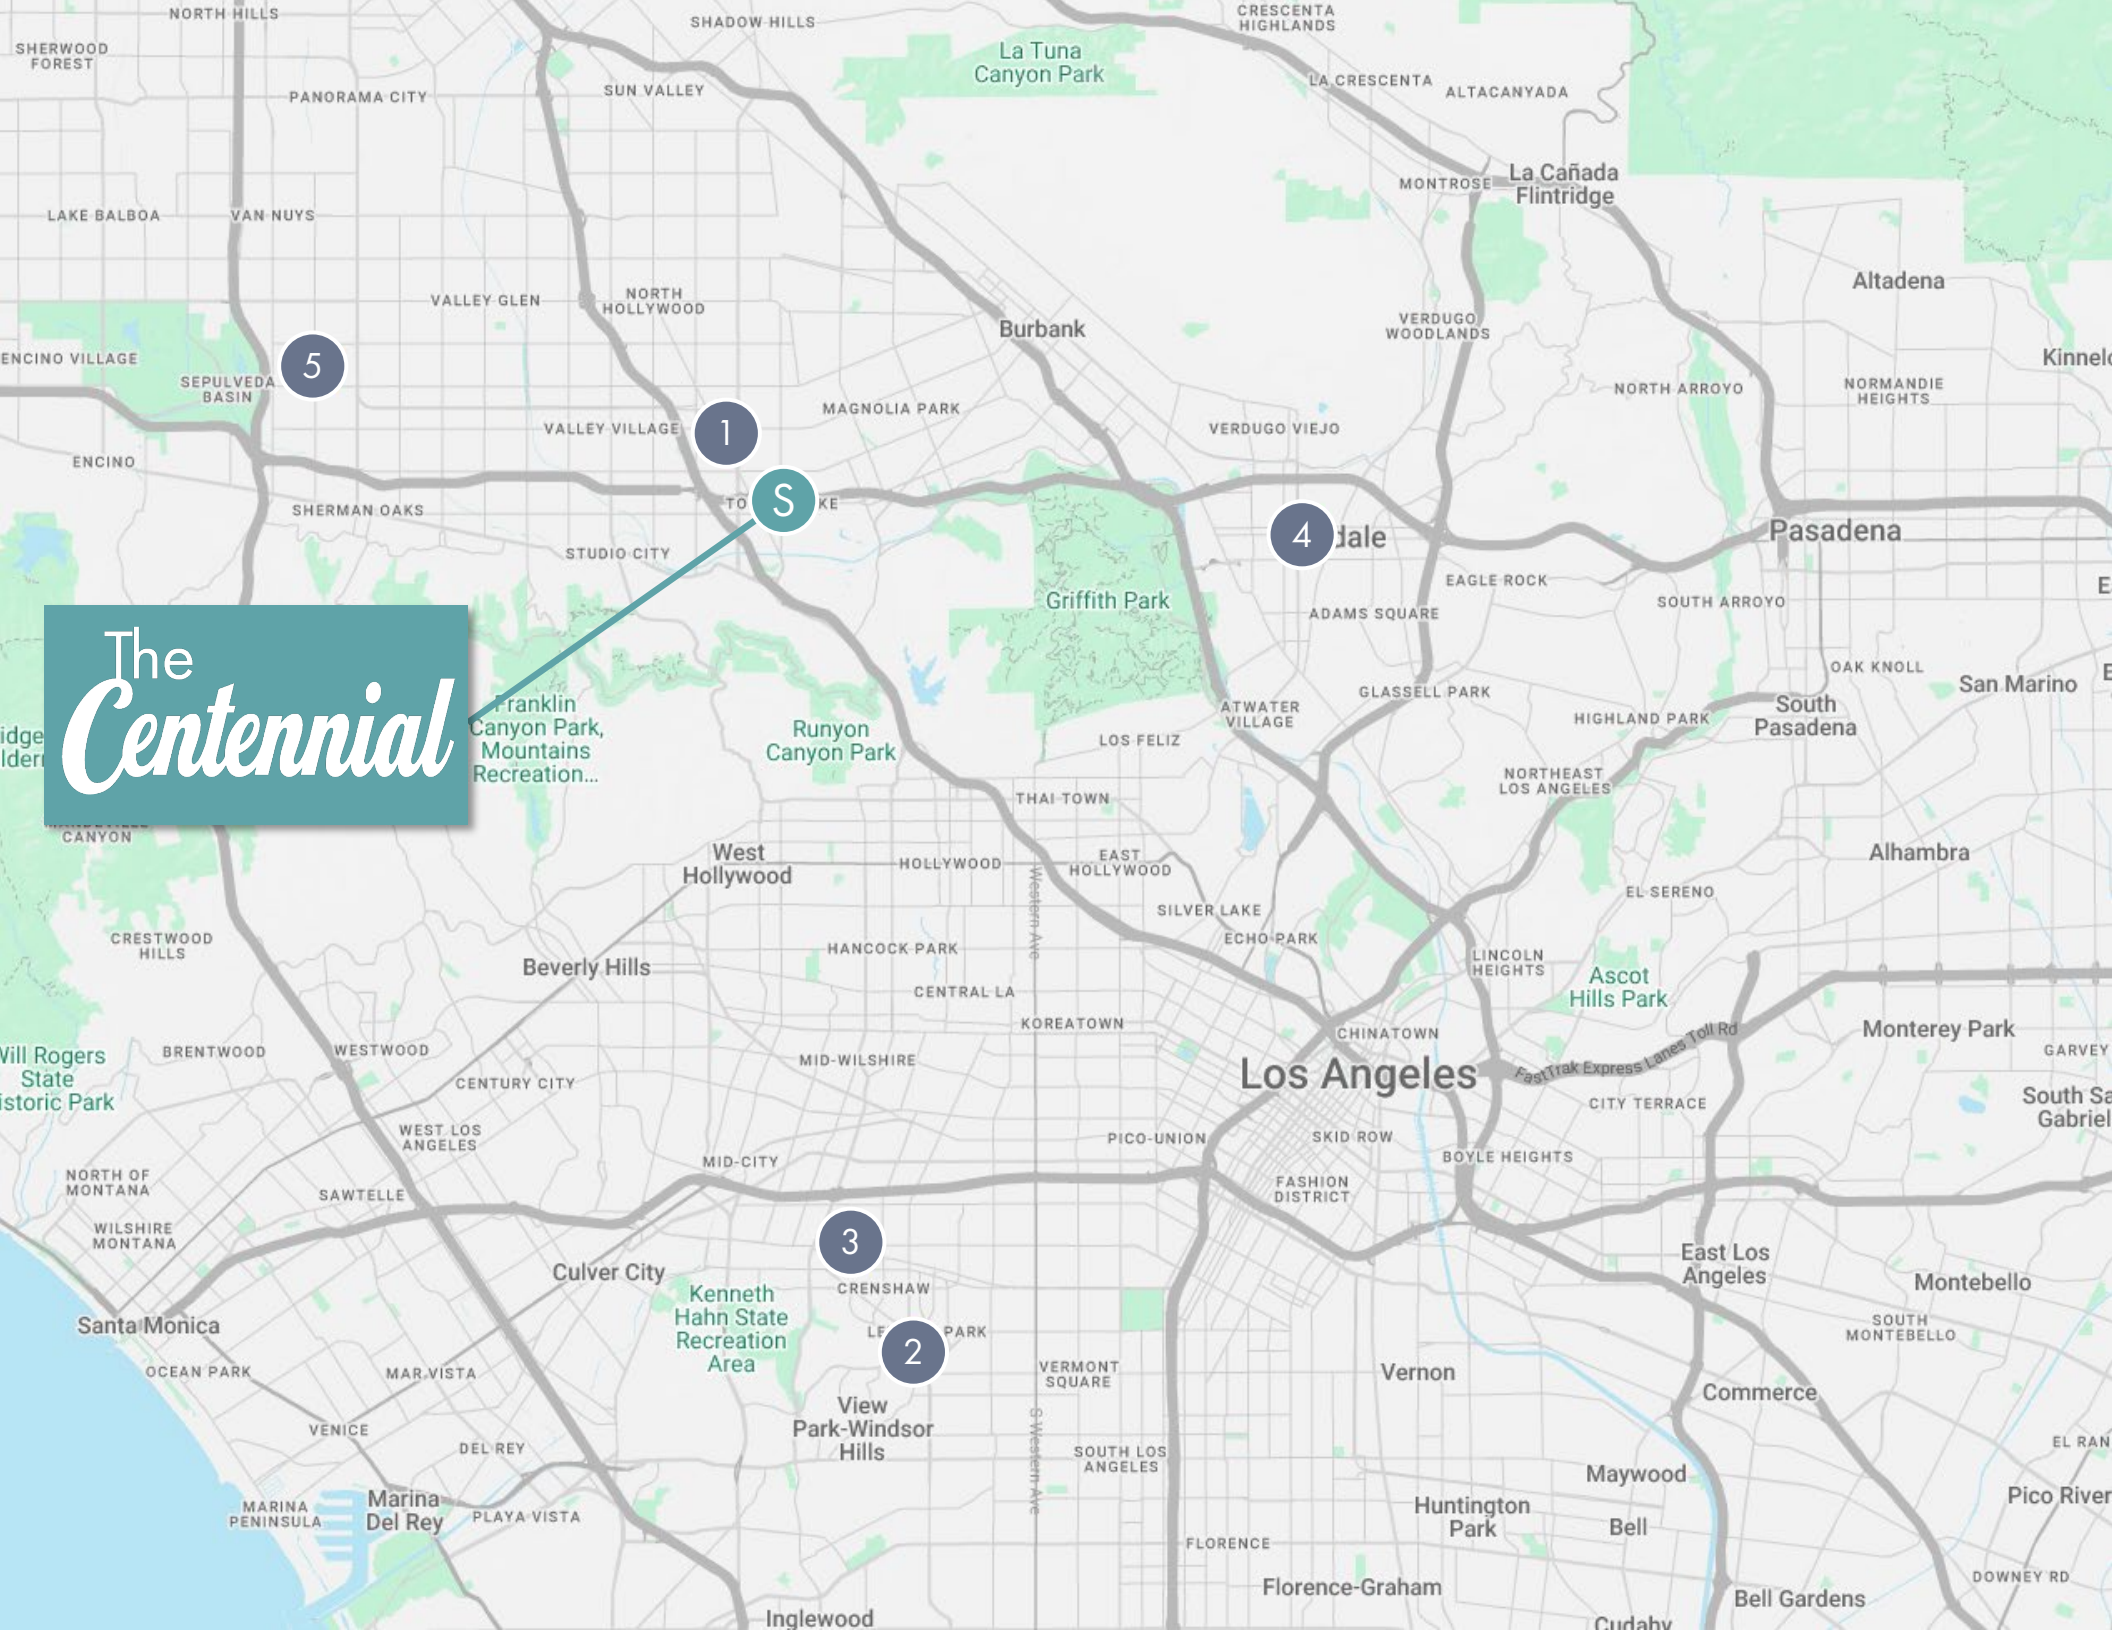 NORTH HILLS
SHADOW HILLS
CRESCENTA
HIGHLANDS
SHERWOOD
FOREST
La Tuna
Canyon Park
LA CRESCENTA
ALTACANYADA
PANORAMA CITY
SUN VALLEY
MONTROSE
La Cañada
Flintridge
LAKE BALBOA
VAN NUYS
Altadena
VALLEY GLEN
NORTH
HOLLYWOOD
Burbank
VERDUGO
WOODLANDS
ENCINO VILLAGE
5
SEPULVEDA
BASIN
NORTH ARROYO
NORMANDIE
HEIGHTS
MAGNOLIA PARK
VALLEY VILLAGE
1
VERDUGO VIEJO
ENCINO
SHERMAN OAKS
TO
S
KE
4
dale
Pasadena
STUDIO CITY
EAGLE ROCK
Griffith Park
ADAMS SQUARE
SOUTH ARROYO
The
Centennial
OAK KNOLL
San Marino
Franklin
Canyon Park,
Mountains
Recreation...
GLASSELL PARK
ATWATER
VILLAGE
HIGHLAND PARK
South
Pasadena
Runyon
Canyon Park
LOS FELIZ
NORTHEAST
LOS ANGELES
THAI TOWN
CANYON
West
Hollywood
HOLLYWOOD
EAST
HOLLYWOOD
Alhambra
Western Ave
EL SERENO
SILVER LAKE
CRESTWOOD
HILLS
HANCOCK PARK
ECHO PARK
Beverly Hills
LINCOLN
HEIGHTS
Ascot
Hills Park
CENTRAL LA
KOREATOWN
CHINATOWN
Monterey Park
Will Rogers
State
istoric Park
BRENTWOOD
WESTWOOD
MID-WILSHIRE
Los Angeles
FastTrak Express Lanes Toll Rd
GARVEY
CENTURY CITY
CITY TERRACE
South Sa
Gabriel
WEST LOS
ANGELES
PICO-UNION
SKID ROW
BOYLE HEIGHTS
MID-CITY
NORTH OF
MONTANA
SAWTELLE
FASHION
DISTRICT
WILSHIRE
MONTANA
3
Culver City
CRENSHAW
East Los
Angeles
Montebello
Kenneth
Hahn State
Recreation
Area
Santa Monica
LE
PARK
2
SOUTH
MONTEBELLO
OCEAN PARK
MAR VISTA
VERMONT
SQUARE
Vernon
Commerce
View
Park-Windsor
Hills
S Western Ave
VENICE
DEL REY
SOUTH LOS
ANGELES
EL RAN
Maywood
Pico River
MARINA
PENINSULA
Marina
Del Rey
PLAYA VISTA
Huntington
Park
Bell
FLORENCE
Florence-Graham
DOWNEY RD
Bell Gardens
Inglewood
Cudahy